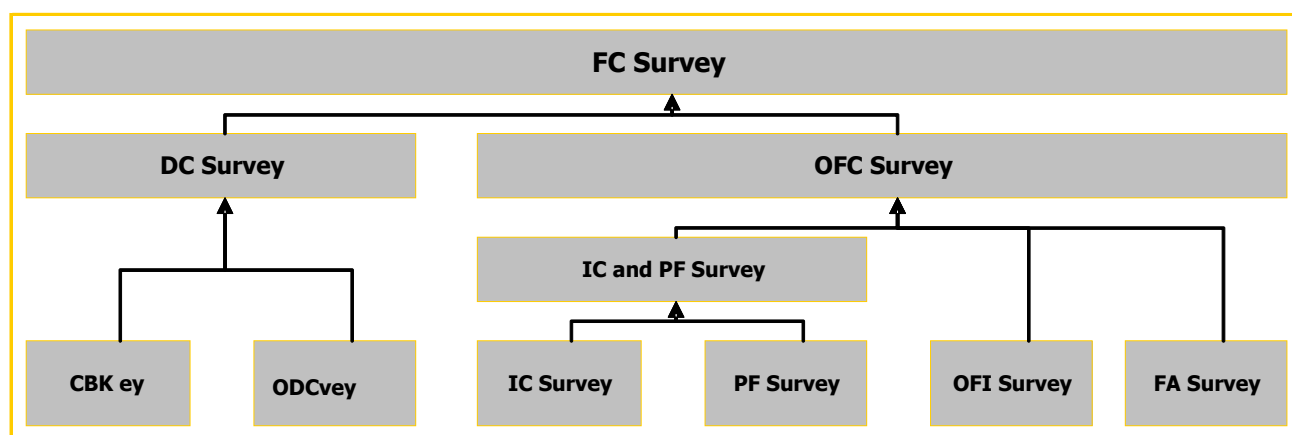 FC Survey
DC Survey
OFC Survey
IC and PF Survey
CBK ey
ODCvey
IC Survey
PF Survey
OFI Survey
FA Survey